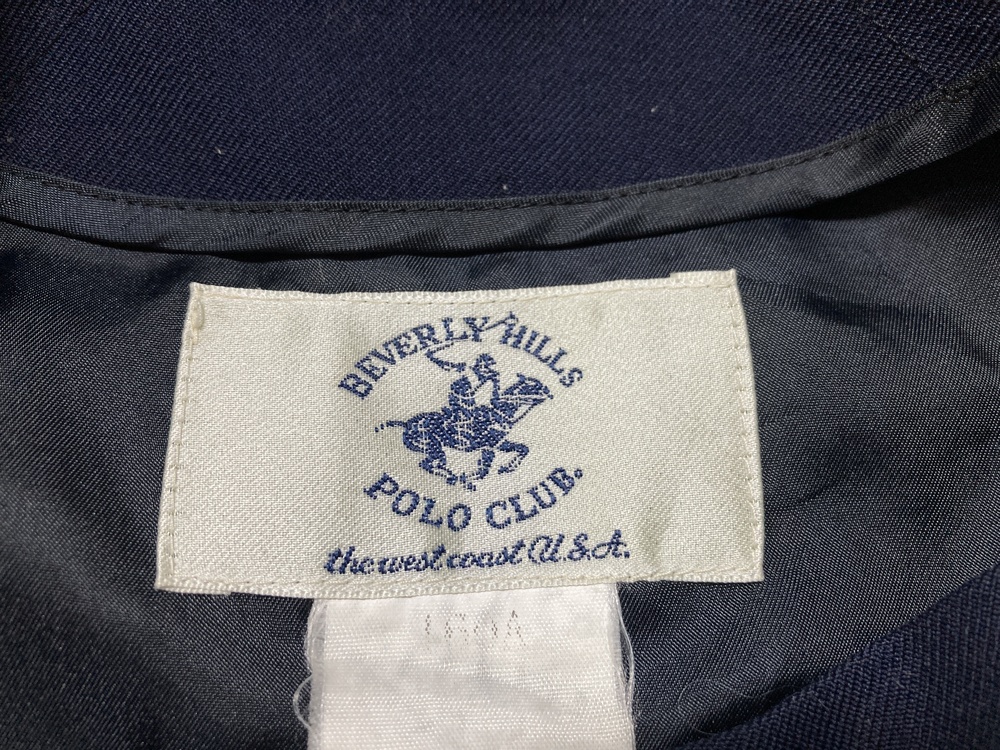 BEVERLY HILLS
POLO CLUB.
the west coast U.S.A.